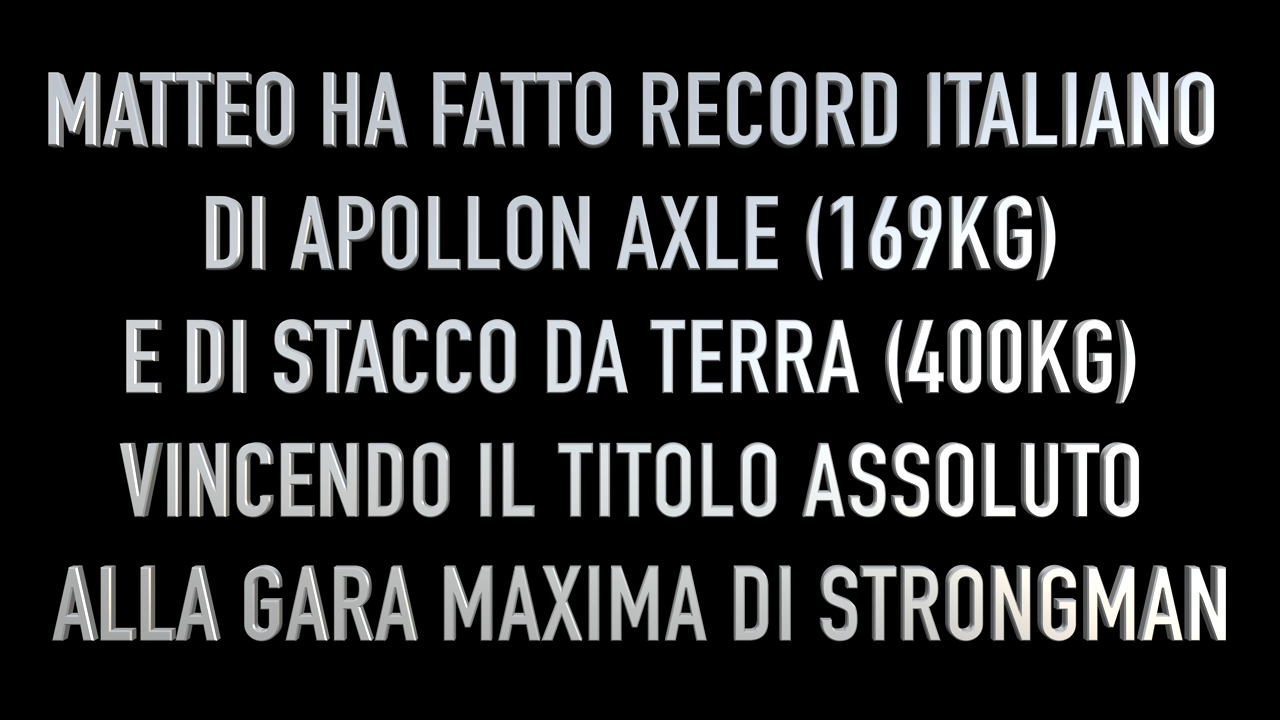 MATTEO HA FATTO RECORD ITALIANO
DI APOLLON AXLE (169KG)
E DI STACCO DA TERRA (400KG)
VINCENDO IL TITOLO ASSOLUTO
ALLA GARA MAXIMA DI STRONGMAN